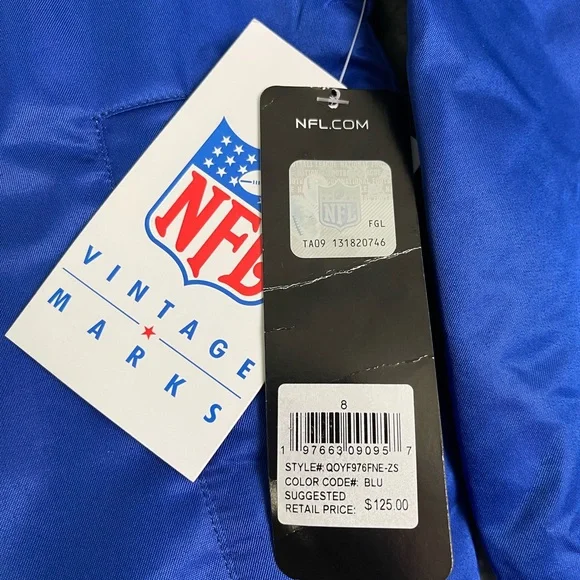 NFL
VINTAGE
MARKS
NFL.COM
NFL
FGL
TA09 131820746
8
1 97663 09095 7
STYLE#: QOYF976FNE-ZS
COLOR CODE#: BLU
SUGGESTED
RETAIL PRICE: $125.00